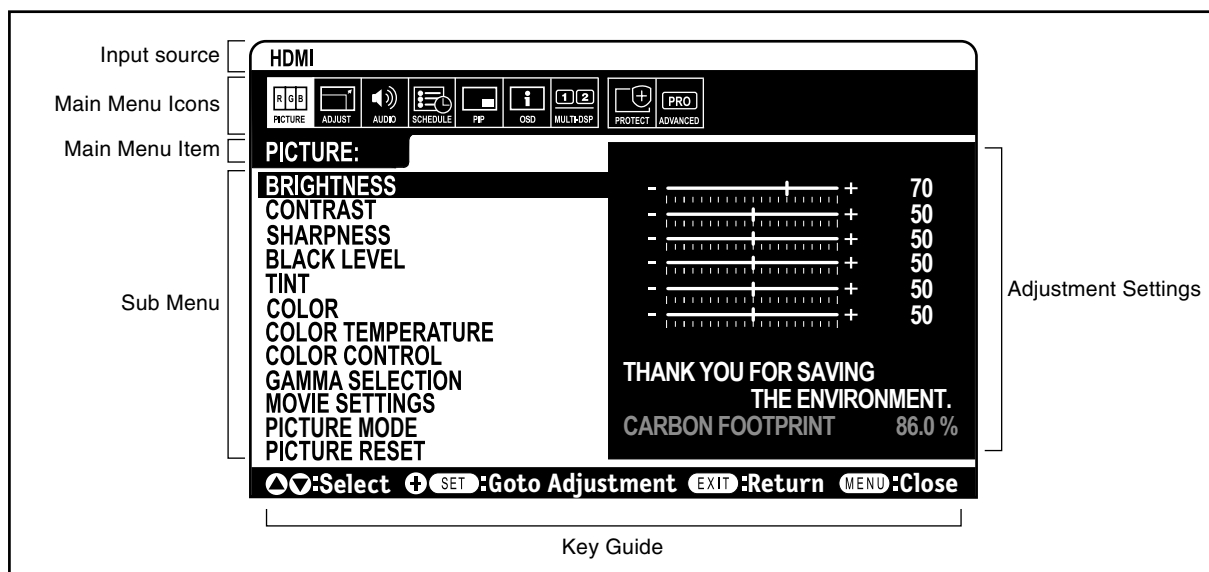 Input source
HDMI
Main Menu Icons
R G B
PICTURE
ADJUST
AUDIO
SCHEDULE
PIP
i
OSD
1 2
MULTI-DSP
PROTECT
PRO
ADVANCED
Main Menu Item
PICTURE:
Sub Menu
BRIGHTNESS - + 70
CONTRAST - + 50
SHARPNESS - + 50
BLACK LEVEL - + 50
TINT - + 50
COLOR - + 50
COLOR TEMPERATURE
COLOR CONTROL
GAMMA SELECTION
MOVIE SETTINGS
PICTURE MODE
PICTURE RESET
THANK YOU FOR SAVING
THE ENVIRONMENT.
CARBON FOOTPRINT 86.0 %
Adjustment Settings
:Select + SET :Goto Adjustment EXIT :Return MENU :Close
Key Guide